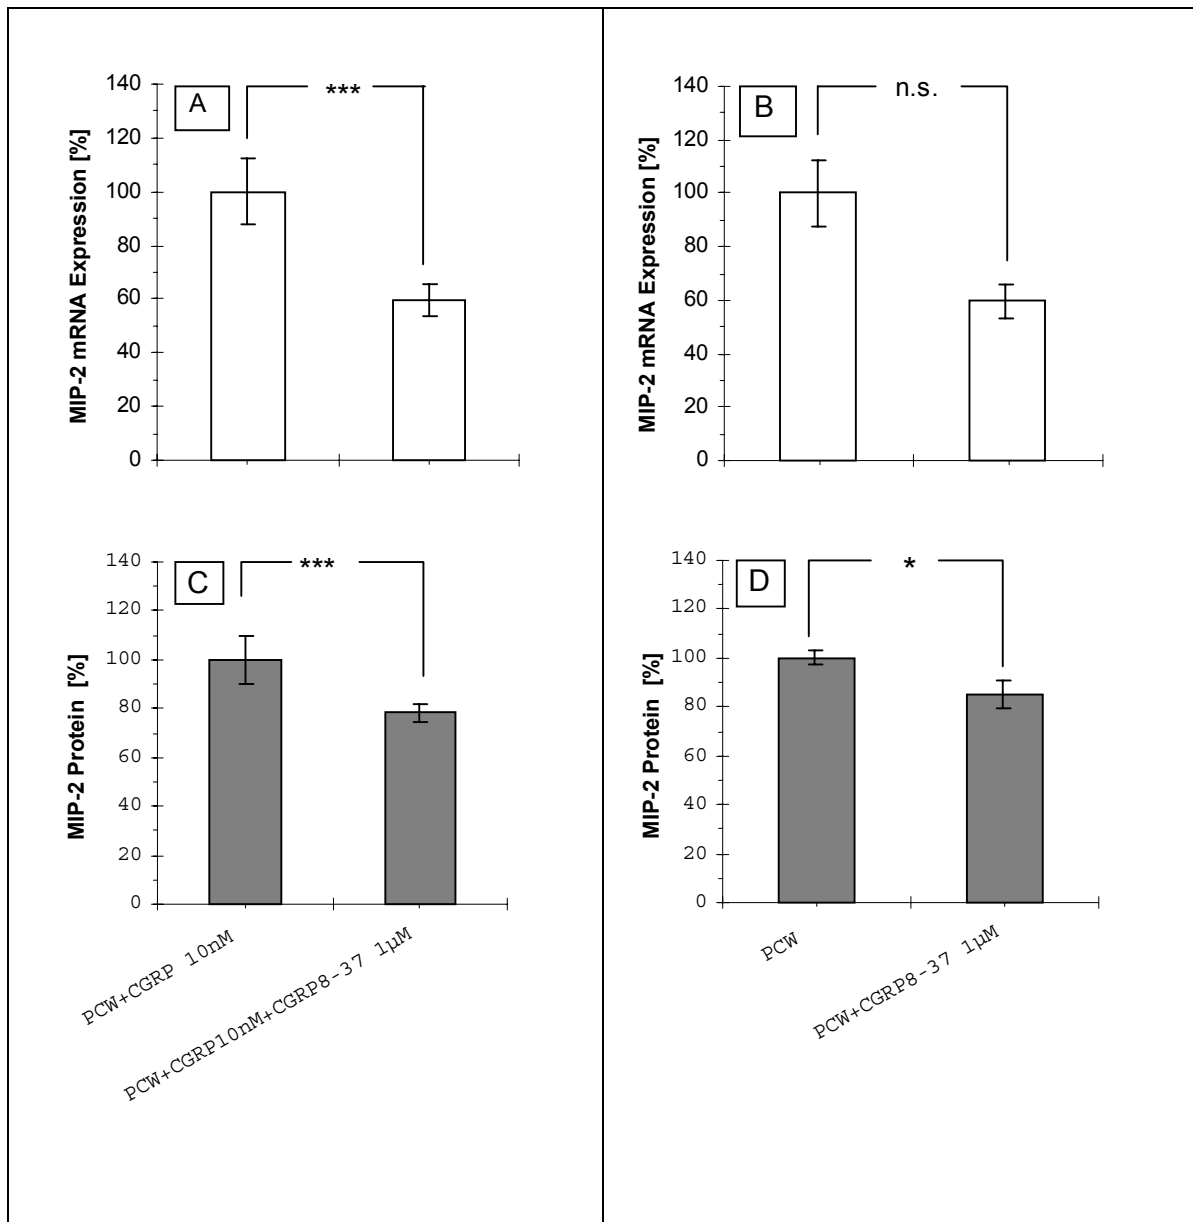 MIP-2 mRNA Expression [%]
140
120
100
80
60
40
20
0
A
***
MIP-2 mRNA Expression [%]
140
120
100
80
60
40
20
0
B
n.s.
MIP-2 Protein [%]
140
120
100
80
60
40
20
0
C
***
PCW+CGRP 10nM
PCW+CGRP10nM+CGRP8-37 1µM
MIP-2 Protein [%]
140
120
100
80
60
40
20
0
D
*
PCW
PCW+CGRP8-37 1µM